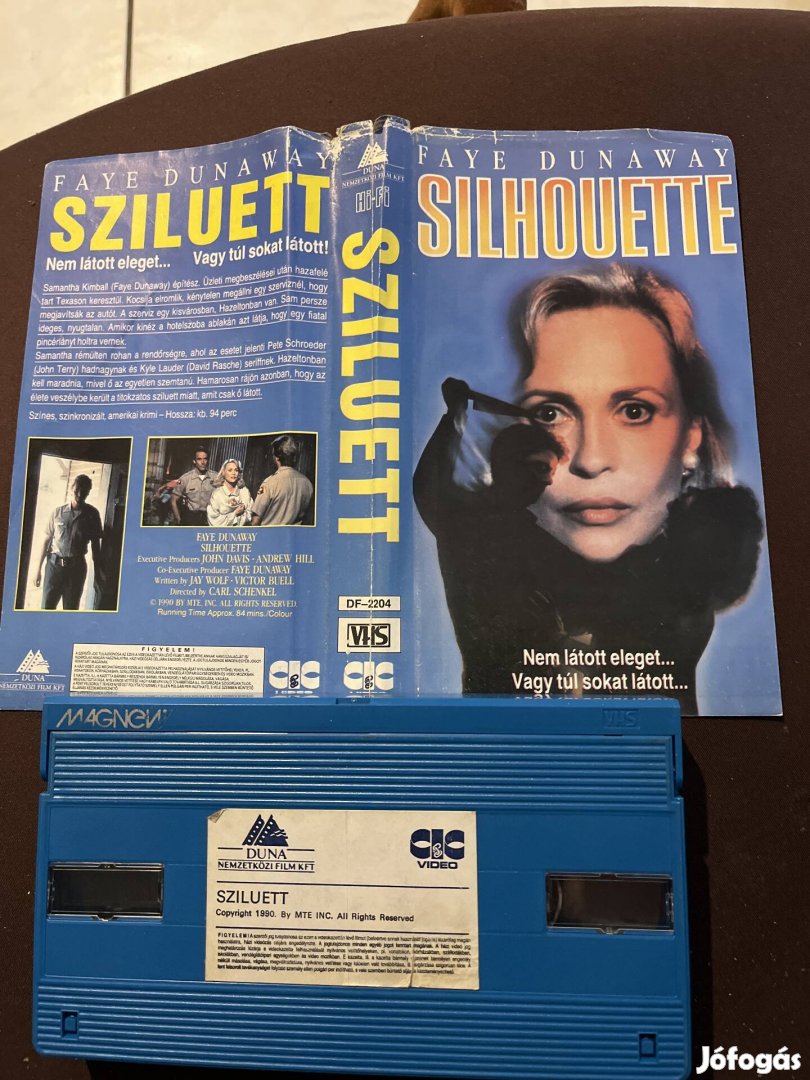 FAYE DUNAWAY
SZILUETT
Nem látott eleget... Vagy túl sokat látott!
Samantha Kimball (Faye Dunaway) építész. Üzleti megbeszélései után hazafelé
tart Texason keresztül. Kocsija elromlik, kénytelen megállni egy szerviznél, hogy
megjavítsák az autót. A szerviz egy kisvárosban, Hazeltonban van. Sam persze
ideges, nyugtalan. Amikor kinéz a hotelszoba ablakán azt látja, hogy egy fiatal
pincérlányt holtra vernek.
Samantha rémülten rohan a rendőrségre, ahol az esetet jelenti Pete Schroeder
(John Terry) hadnagynak és Kyle Lauder (David Rasche) seriffnek. Hazeltonban
kell maradnia, mivel ő az egyetlen szemtanú. Hamarosan rájön azonban, hogy az
élete veszélybe került a titokzatos sziluett miatt, amit csak ő látott.
Színes, szinkronizált, amerikai krimi – Hossza: kb. 94 perc
FAYE DUNAWAY
SILHOUETTE
Executive Producers JOHN DAVIS · ANDREW HILL
Co-Executive Producer FAYE DUNAWAY
Written by JAY WOLF · VICTOR BUELL
Directed by CARL SCHENKEL
© 1990 BY MTE. INC. ALL RIGHTS RESERVED.
Running Time Approx. 84 mins./Colour
FIGYELEM!
DUNA
NEMZETKÖZI FILM KFT
CIC
VIDEO
DUNA
NEMZETKÖZI FILM KFT.
Hi-Fi
SZILUETT
DF-2204
VHS
CIC
FAYE DUNAWAY
SILHOUETTE
Nem látott eleget...
Vagy túl sokat látott...
MAGNEV
VHS
DUNA
NEMZETKÖZI FILM KFT
CIC
VIDEO
SZILUETT
Copyright 1990. By MTE INC. All Rights Reserved
FIGYELEM!
Jófogás